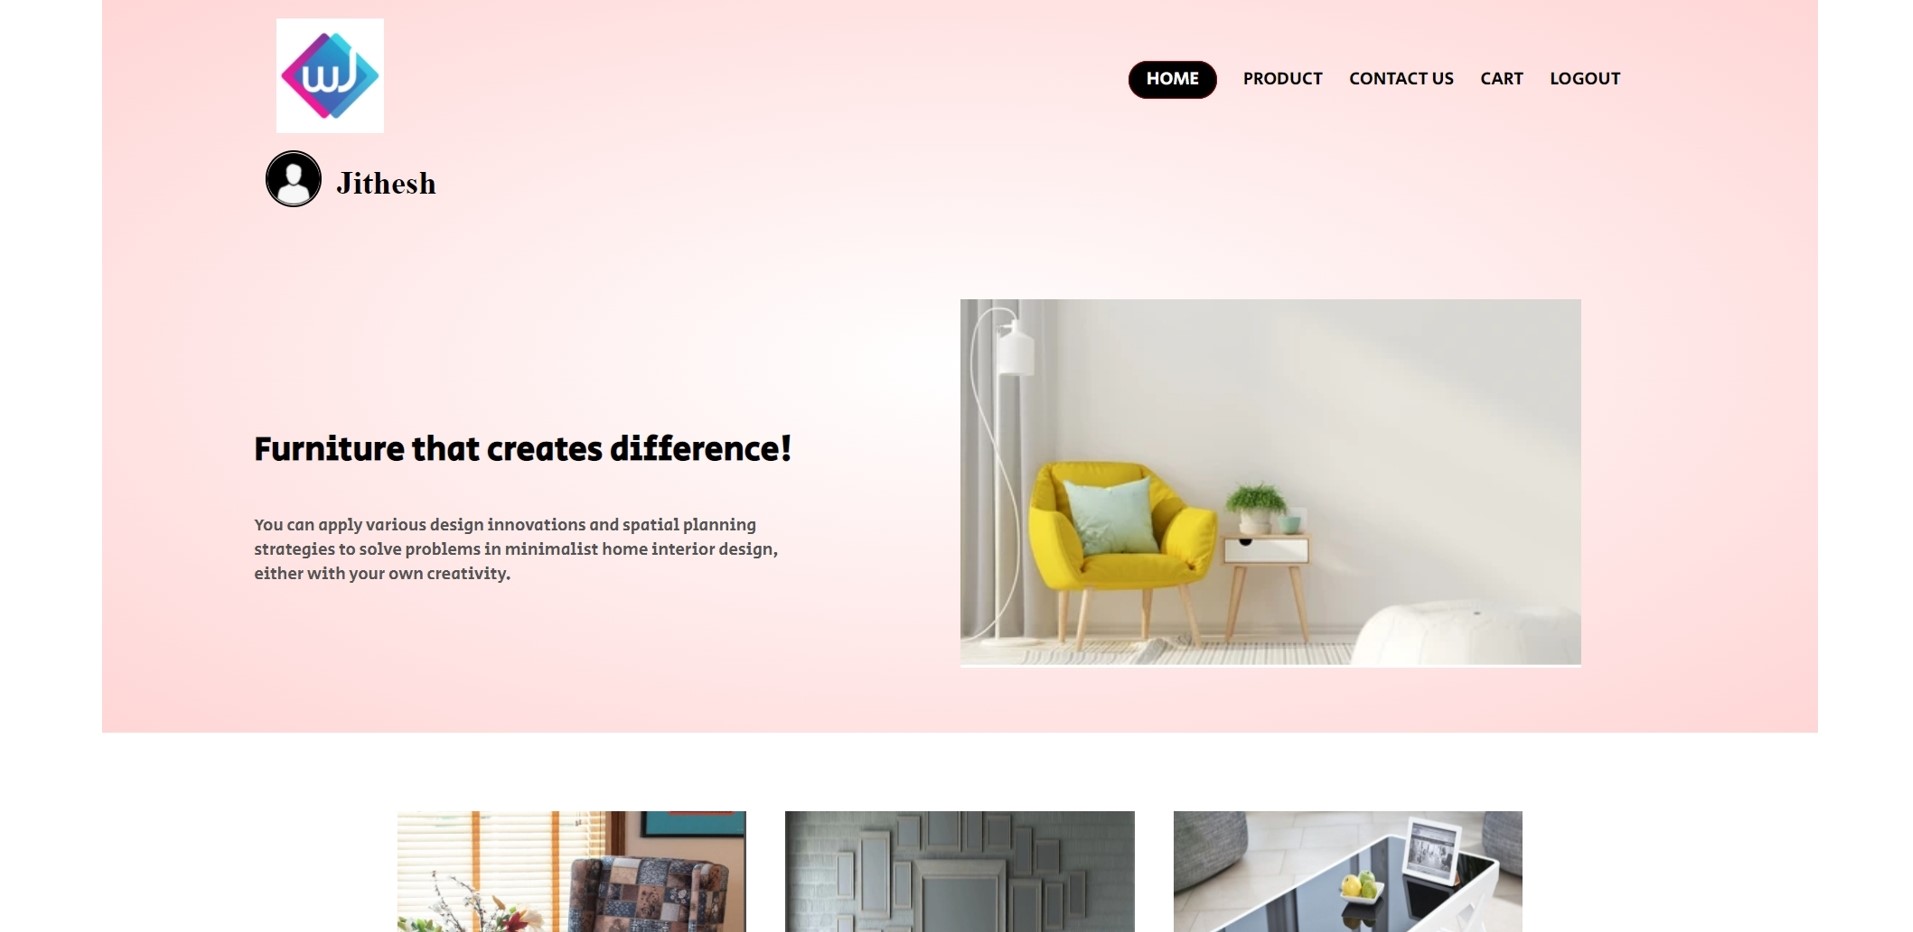 WJ
HOME PRODUCT CONTACT US CART LOGOUT
Jithesh
Furniture that creates difference!
You can apply various design innovations and spatial planning
strategies to solve problems in minimalist home interior design,
either with your own creativity.